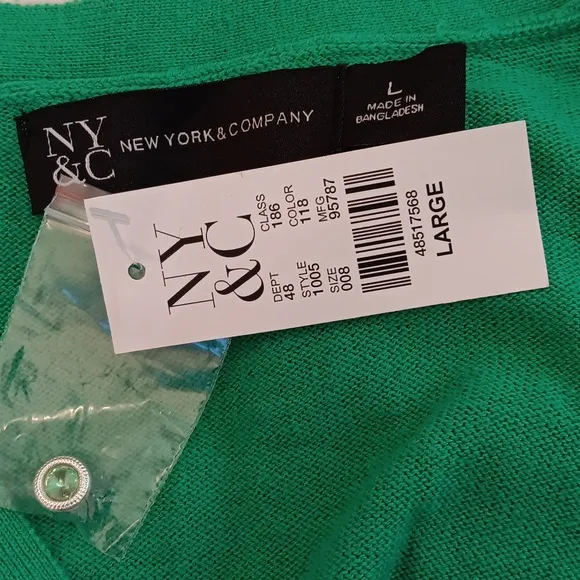 NY
&C
NEW YORK & COMPANY
L
MADE IN
BANGLADESH
NY
&C
DEPT CLASS
48 186
STYLE COLOR
1005 118
SIZE MFG
008 95787
48517568
LARGE